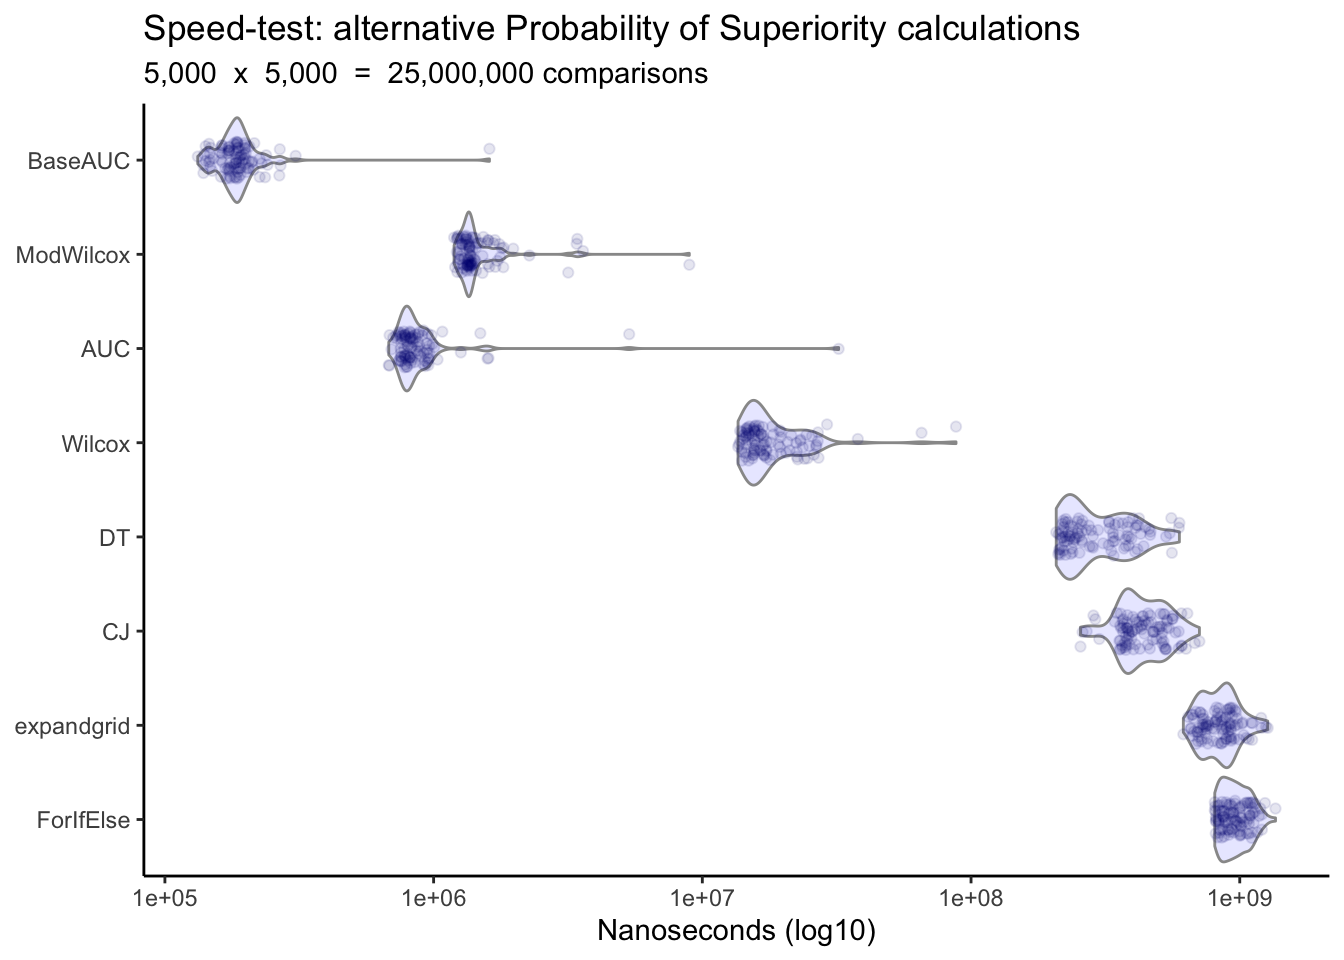 Speed-test: alternative Probability of Superiority calculations
5,000  x  5,000  =  25,000,000 comparisons
BaseAUC
ModWilcox
AUC
Wilcox
DT
CJ
expandgrid
ForIfElse
1e+05 1e+06 1e+07 1e+08 1e+09
Nanoseconds (log10)